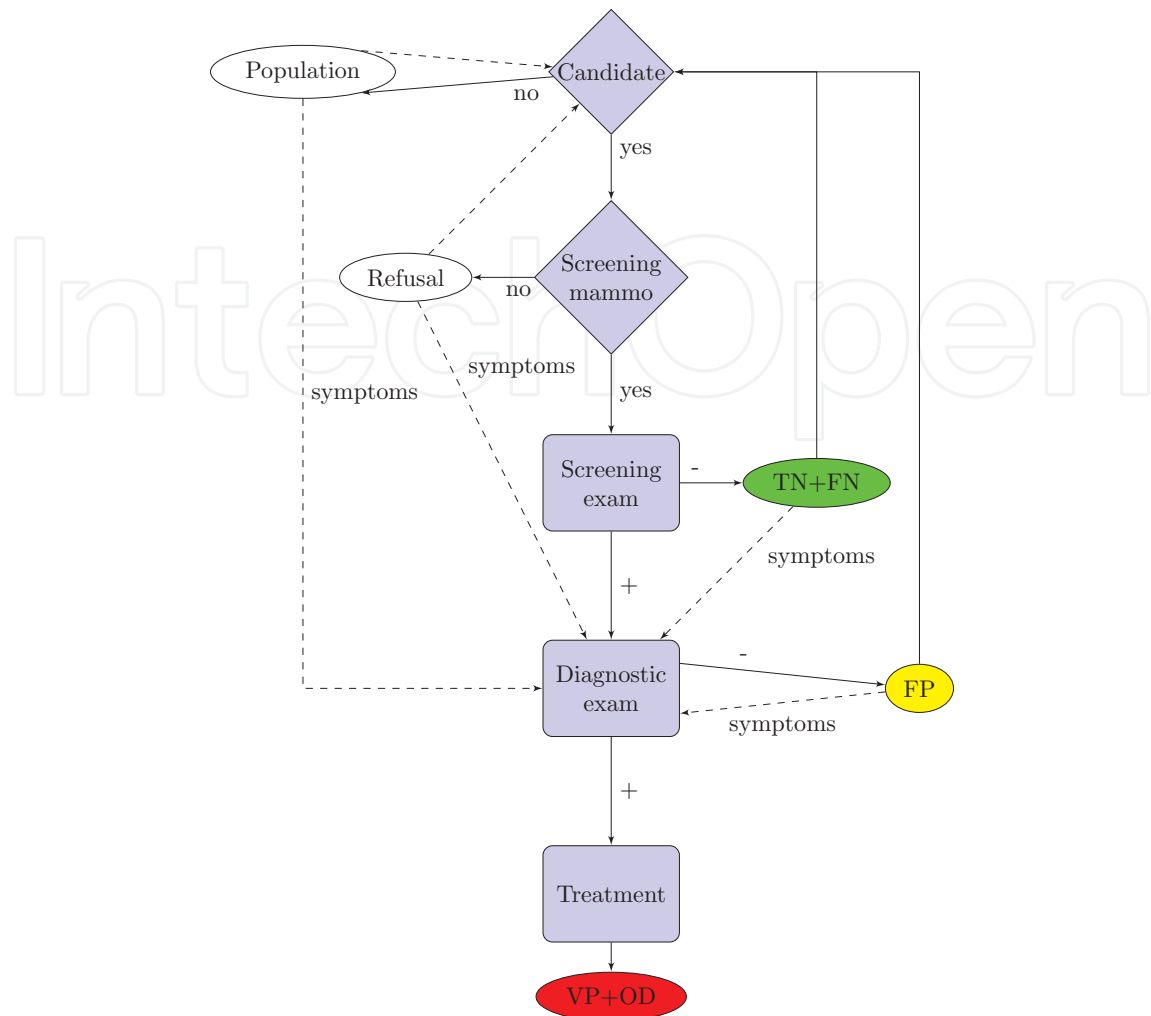 Population
Candidate
no
yes
Screening
mammo
Refusal
no
symptoms
symptoms
yes
Screening
exam
-
TN+FN
symptoms
+
Diagnostic
exam
-
FP
symptoms
+
Treatment
VP+OD
IntechOpen